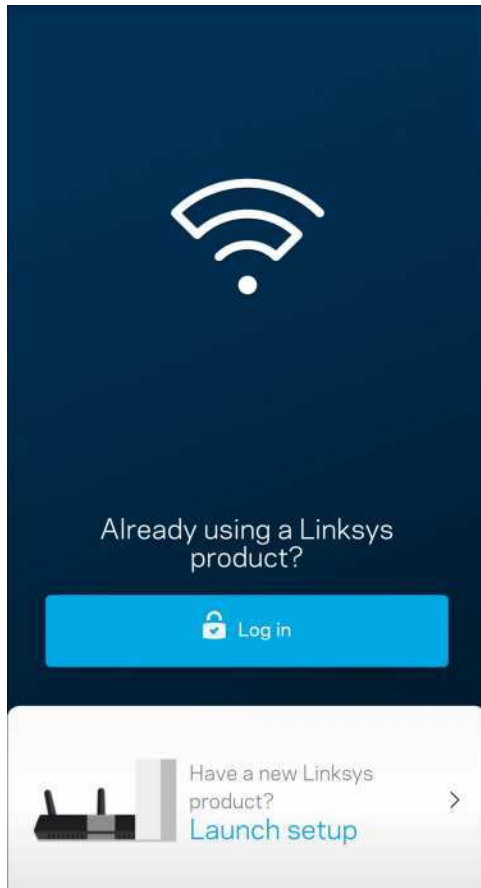 Already using a Linksys
product?
Log in
Have a new Linksys
product?
Launch setup